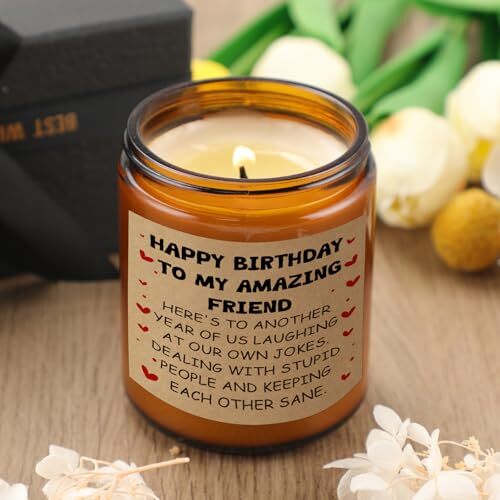 BEST WI
HAPPY BIRTHDAY
TO MY AMAZING
FRIEND
HERE'S TO ANOTHER
YEAR OF US LAUGHING
AT OUR OWN JOKES.
DEALING WITH STUPID
PEOPLE AND KEEPING
EACH OTHER SANE.